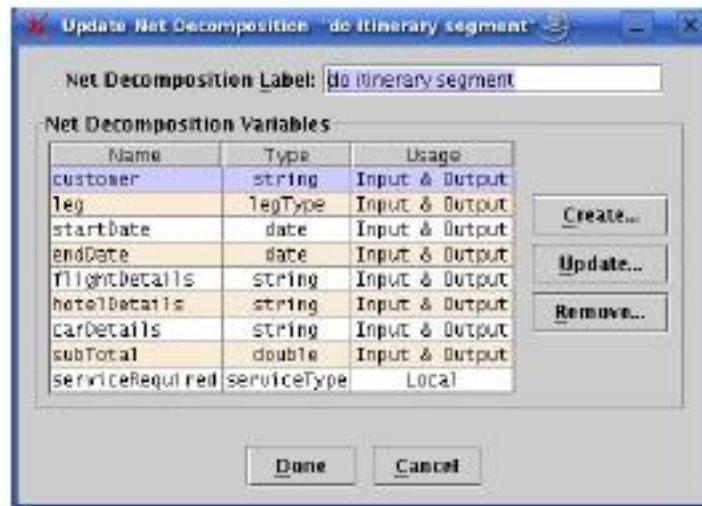 Update Net Decomposition "do itinerary segment"
Net Decomposition Label: do itinerary segment
Net Decomposition Variables
Name Type Usage
customer string Input & Output
leg legType Input & Output
startDate date Input & Output
endDate date Input & Output
flightDetails string Input & Output
hotelDetails string Input & Output
carDetails string Input & Output
subTotal double Input & Output
serviceRequired serviceType Local
Create...
Update...
Remove...
Done Cancel